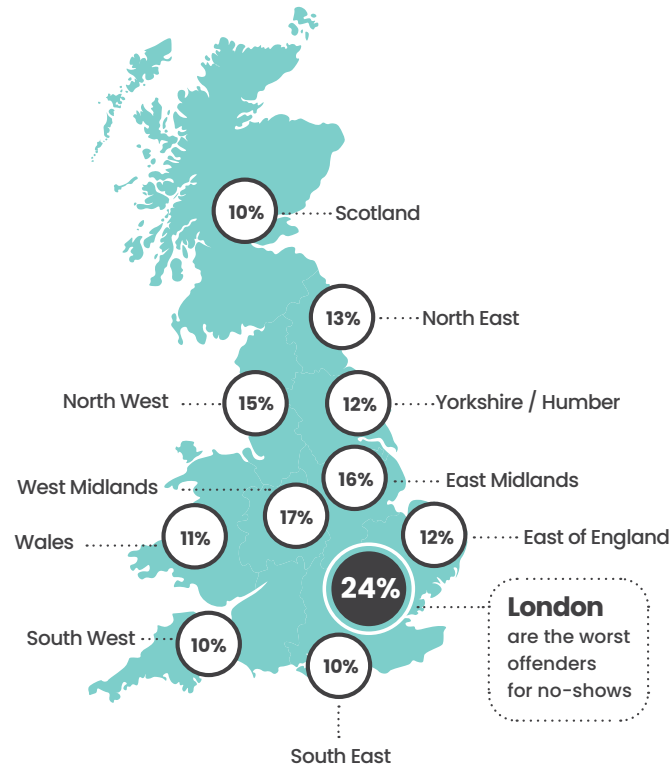 10%
Scotland
13%
North East
North West
15%
12%
Yorkshire / Humber
16%
East Midlands
West Midlands
17%
Wales
11%
12%
East of England
24%
London
are the worst
offenders
for no-shows
South West
10%
10%
South East